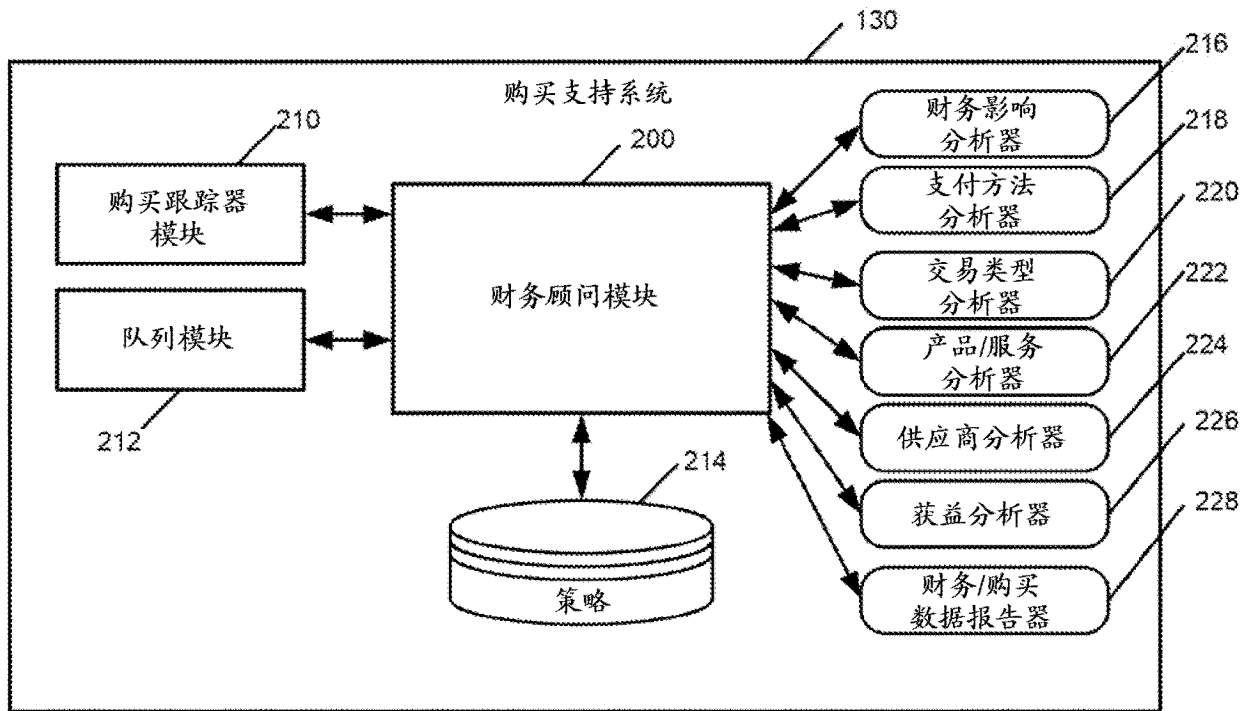 130
购买支持系统
210
购买跟踪器
模块
队列模块
212
200
财务顾问模块
214
策略
216
财务影响
分析器
218
支付方法
分析器
220
交易类型
分析器
222
产品/服务
分析器
224
供应商分析器
226
获益分析器
228
财务/购买
数据报告器